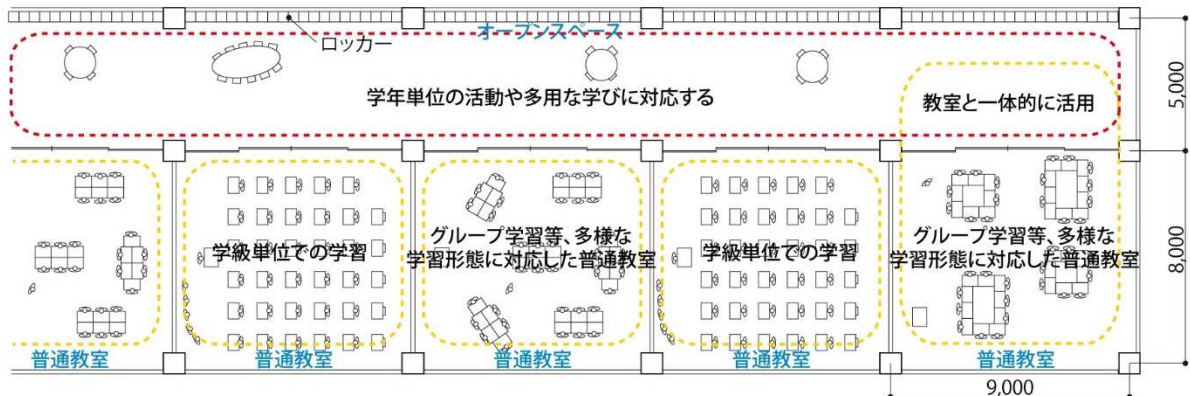 オープンスペース
ロッカー
学年単位の活動や多用な学びに対応する
教室と一体的に活用
5,000
学級単位での学習
グループ学習等、多様な
学習形態に対応した普通教室
学級単位での学習
グループ学習等、多様な
学習形態に対応した普通教室
8,000
普通教室
普通教室
普通教室
普通教室
普通教室
9,000